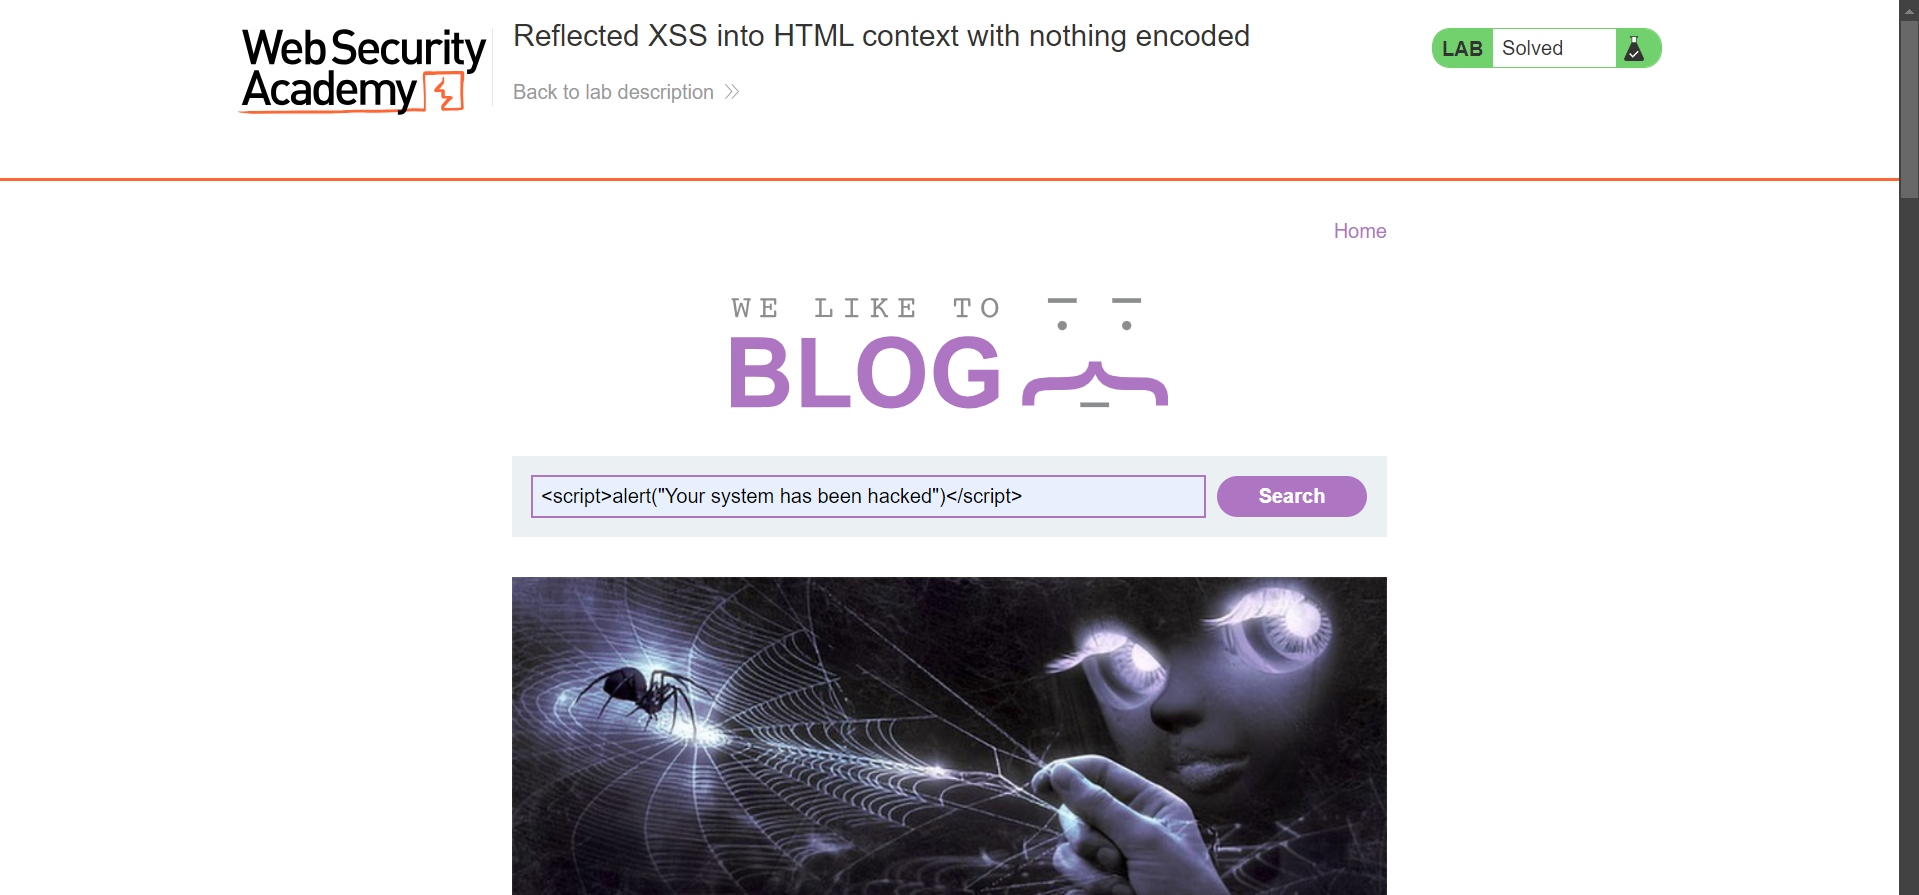 Web Security
Academy
Reflected XSS into HTML context with nothing encoded
Back to lab description
LAB Solved
Home
WE LIKE TO
BLOG
<script>alert("Your system has been hacked")</script>
Search